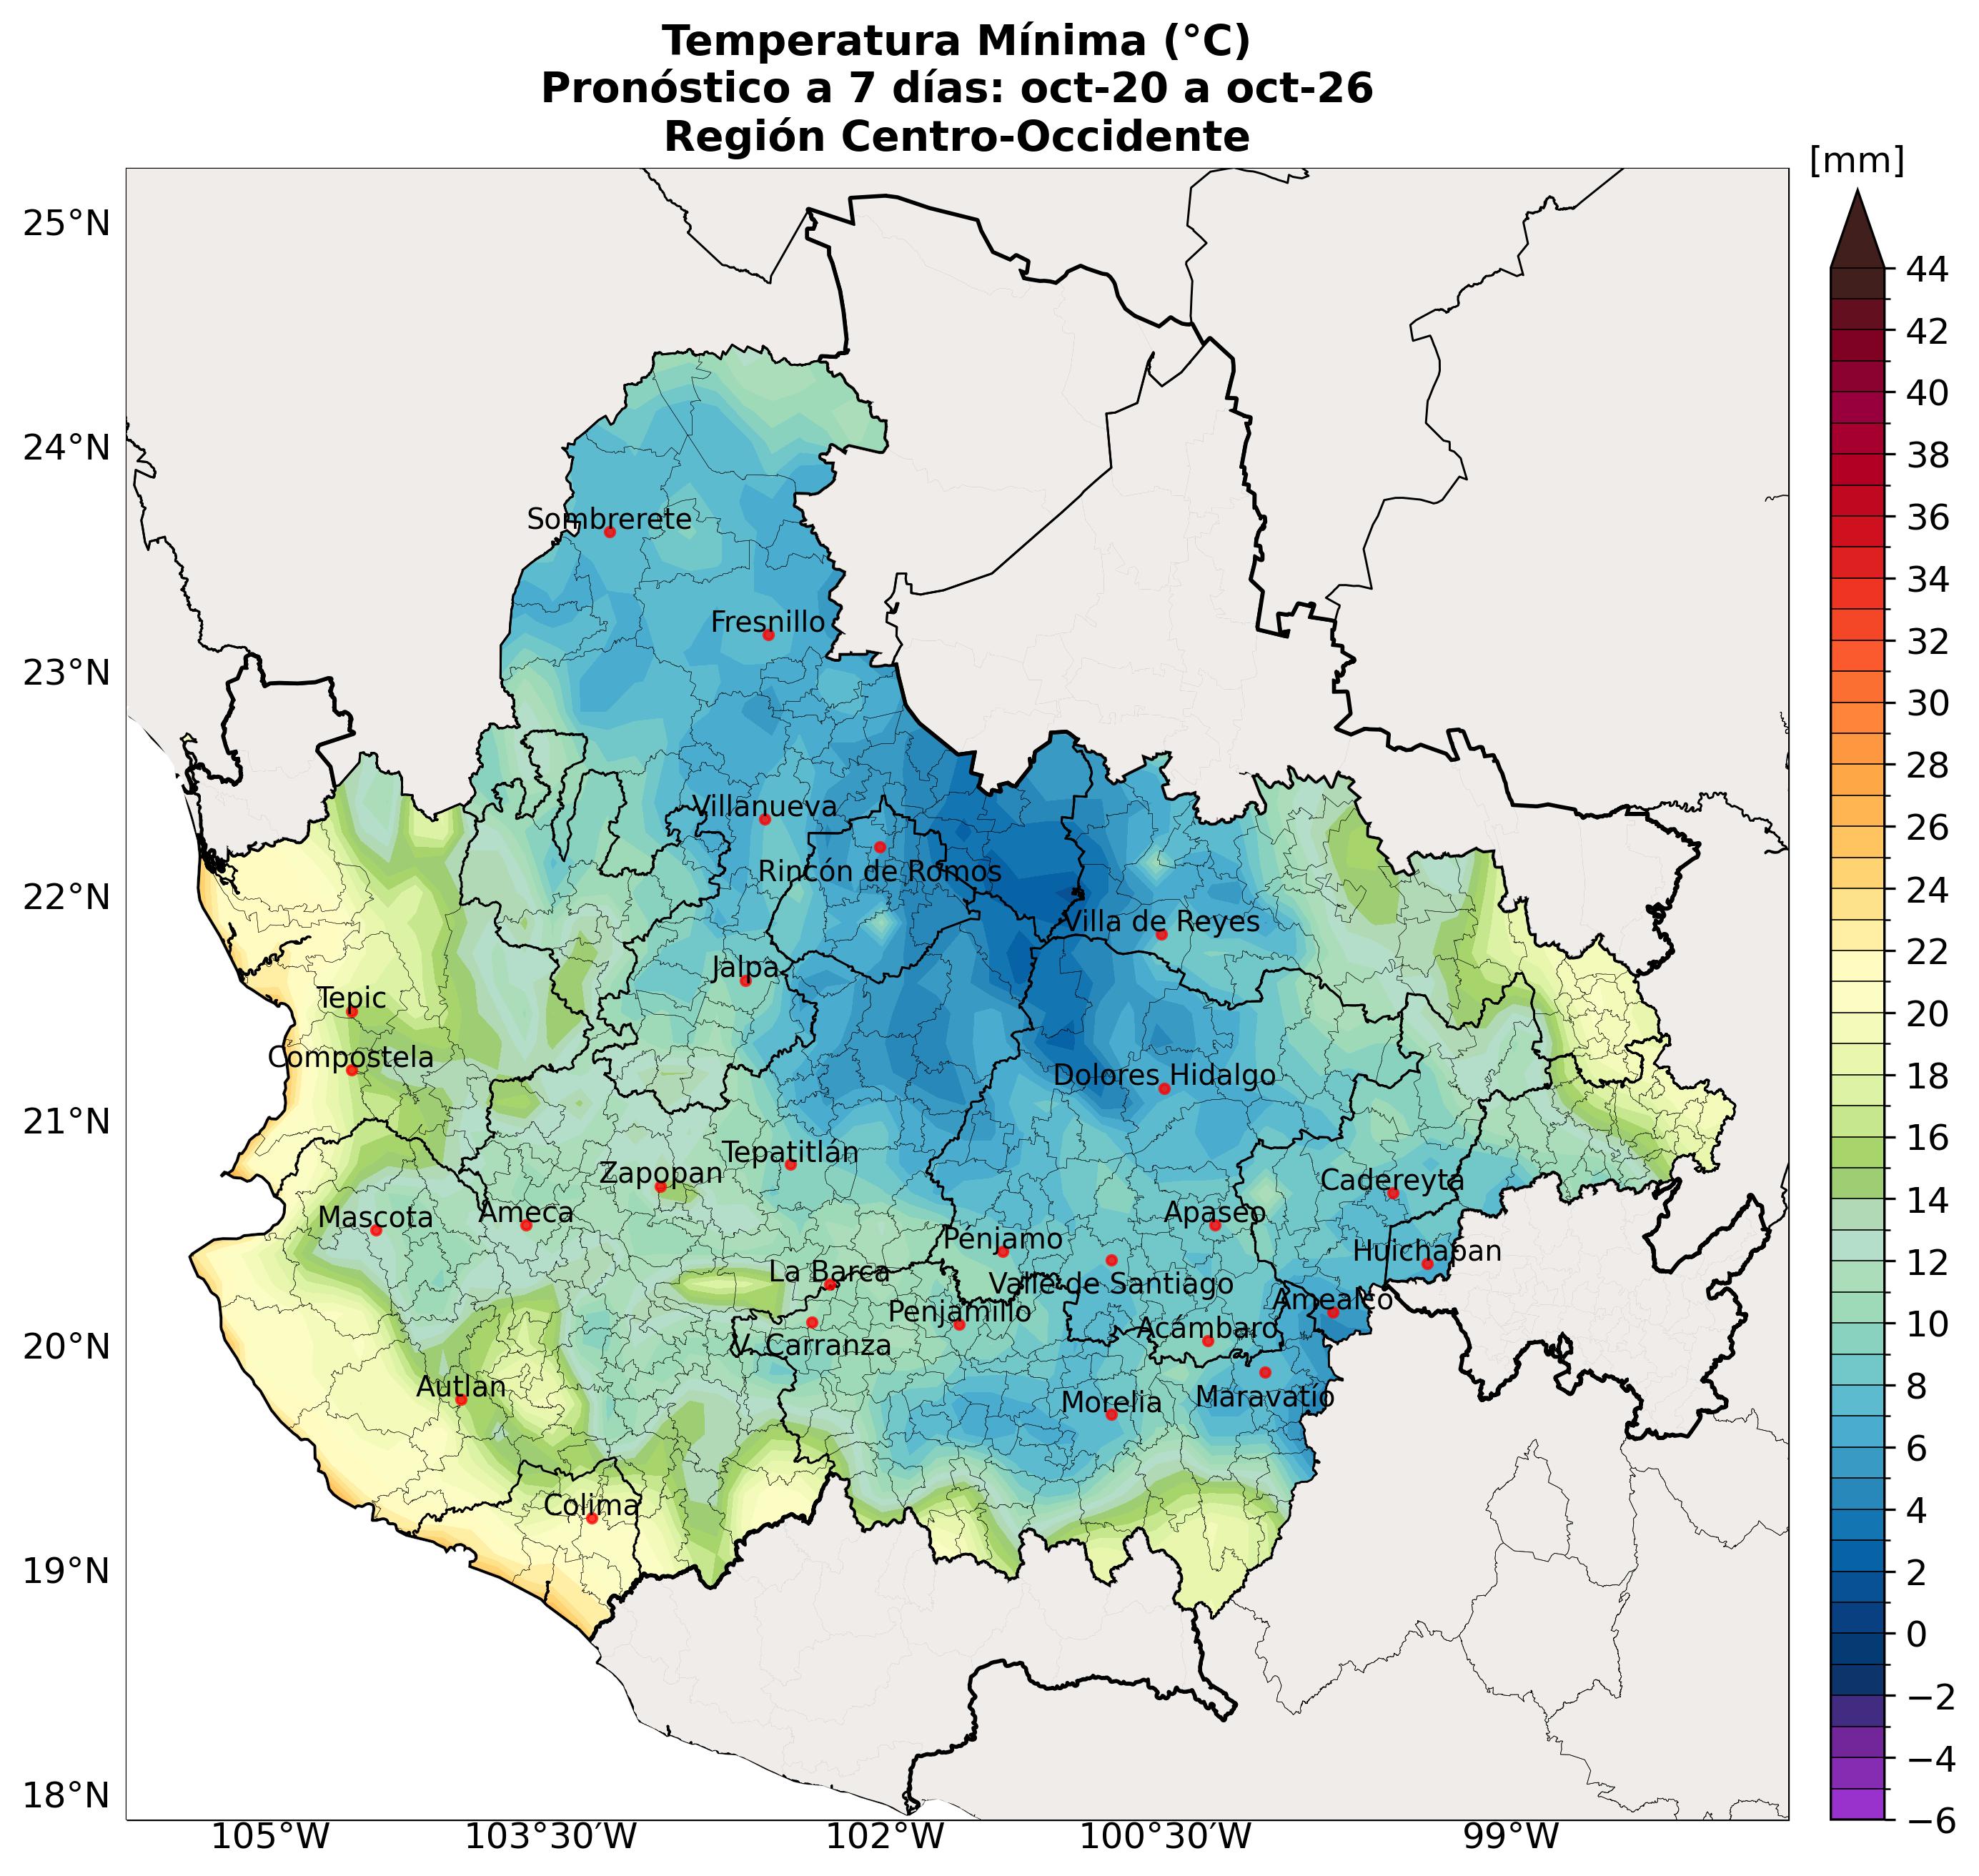 Temperatura Mínima (°C)
Pronóstico a 7 días: oct-20 a oct-26
Región Centro-Occidente
[mm]
25°N
24°N
23°N
22°N
21°N
20°N
19°N
18°N
105°W
103°30'W
102°W
100°30'W
99°W
44
42
40
38
36
34
32
30
28
26
24
22
20
18
16
14
12
10
8
6
4
2
0
−2
−4
−6
Sombrerete
Fresnillo
Villanueva
Rincón de Romos
Villa de Reyes
Jalpa
Tepic
Compostela
Dolores Hidalgo
Tepatitlán
Zapopan
Cadereyta
Mascota
Ameca
Apaseo
Pénjamo
Huichapan
La Barca
Valle de Santiago
Amealco
Penjamillo
Acámbaro
V. Carranza
Autlan
Morelia
Maravatío
Colima